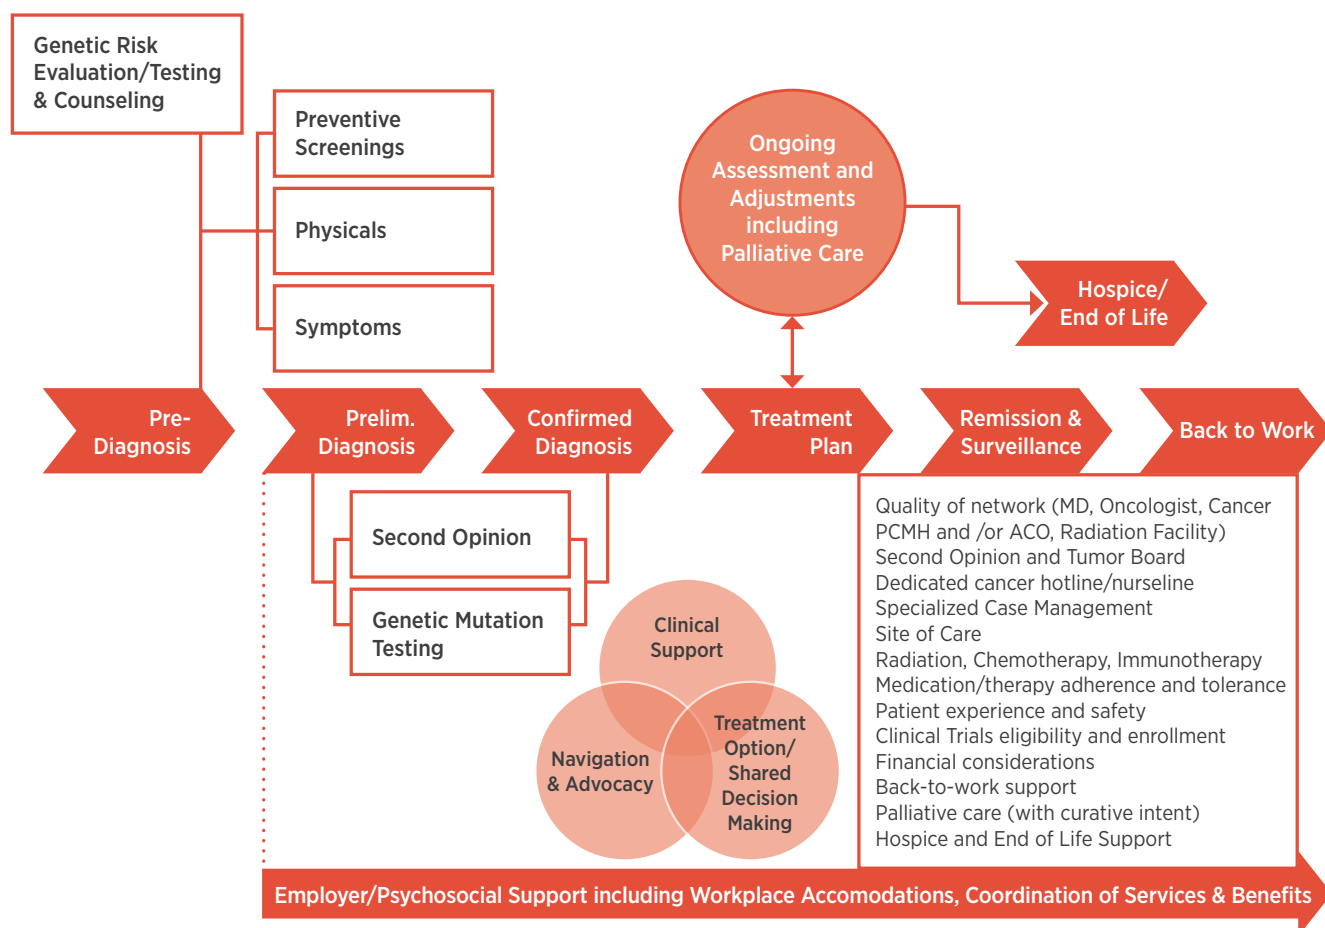 Genetic Risk
Evaluation/Testing
& Counseling
Preventive
Screenings
Physicals
Symptoms
Ongoing
Assessment and
Adjustments
including
Palliative Care
Hospice/
End of Life
Pre-
Diagnosis
Prelim.
Diagnosis
Confirmed
Diagnosis
Treatment
Plan
Remission &
Surveillance
Back to Work
Second Opinion
Genetic Mutation
Testing
Clinical
Support
Navigation
& Advocacy
Treatment
Option/
Shared
Decision
Making
Quality of network (MD, Oncologist, Cancer
PCMH and /or ACO, Radiation Facility)
Second Opinion and Tumor Board
Dedicated cancer hotline/nurseline
Specialized Case Management
Site of Care
Radiation, Chemotherapy, Immunotherapy
Medication/therapy adherence and tolerance
Patient experience and safety
Clinical Trials eligibility and enrollment
Financial considerations
Back-to-work support
Palliative care (with curative intent)
Hospice and End of Life Support
Employer/Psychosocial Support including Workplace Accomodations, Coordination of Services & Benefits